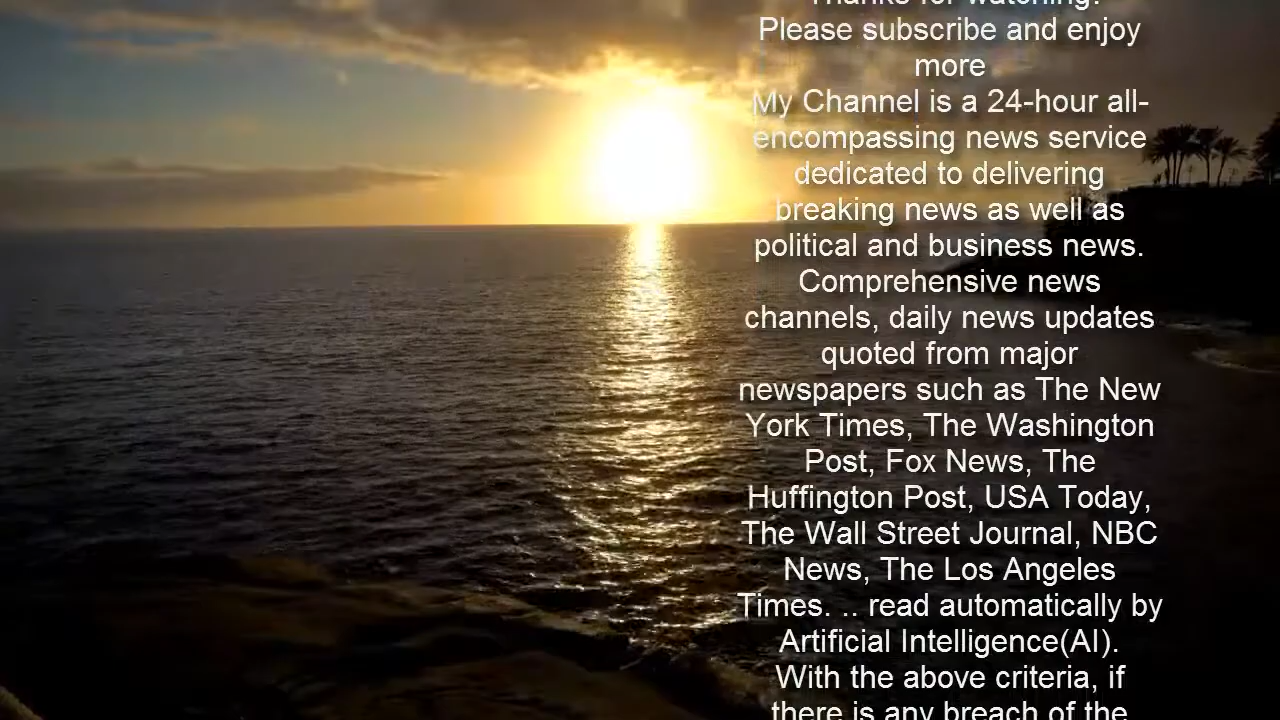 Thanks for watching!
Please subscribe and enjoy
more
My Channel is a 24-hour all-
encompassing news service
dedicated to delivering
breaking news as well as
political and business news.
Comprehensive news
channels, daily news updates
quoted from major
newspapers such as The New
York Times, The Washington
Post, Fox News, The
Huffington Post, USA Today,
The Wall Street Journal, NBC
News, The Los Angeles
Times. .. read automatically by
Artificial Intelligence(AI).
With the above criteria, if
there is any breach of the